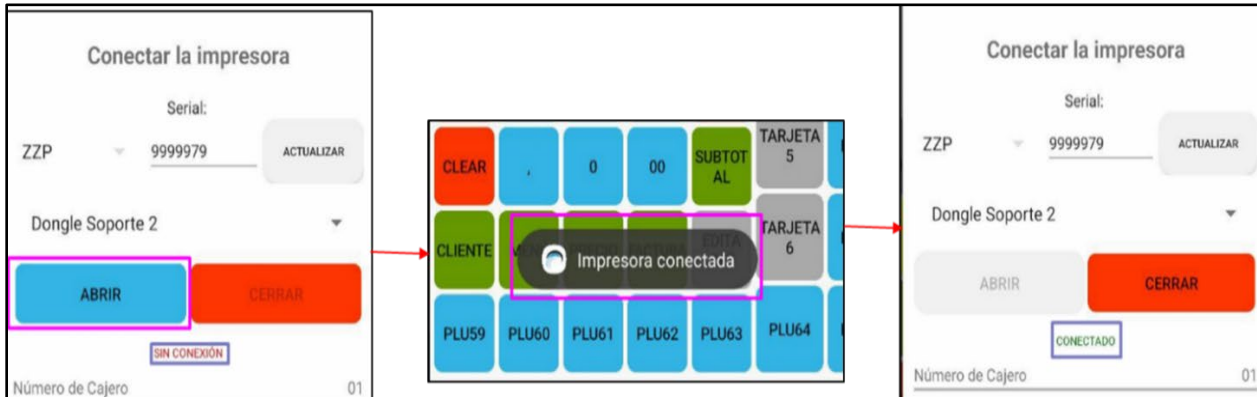 Conectar la impresora
Serial:
ZZP
9999979
ACTUALIZAR
Dongle Soporte 2
ABRIR
CERRAR
SIN CONEXIÓN
Número de Cajero
01
CLEAR
,
0
00
SUBTOT
AL
TARJETA
5
CLIENTE
Impresora conectada
EDITA
TARJETA
6
PLU59
PLU60
PLU61
PLU62
PLU63
PLU64
Conectar la impresora
Serial:
ZZP
9999979
ACTUALIZAR
Dongle Soporte 2
ABRIR
CERRAR
CONECTADO
Número de Cajero
01